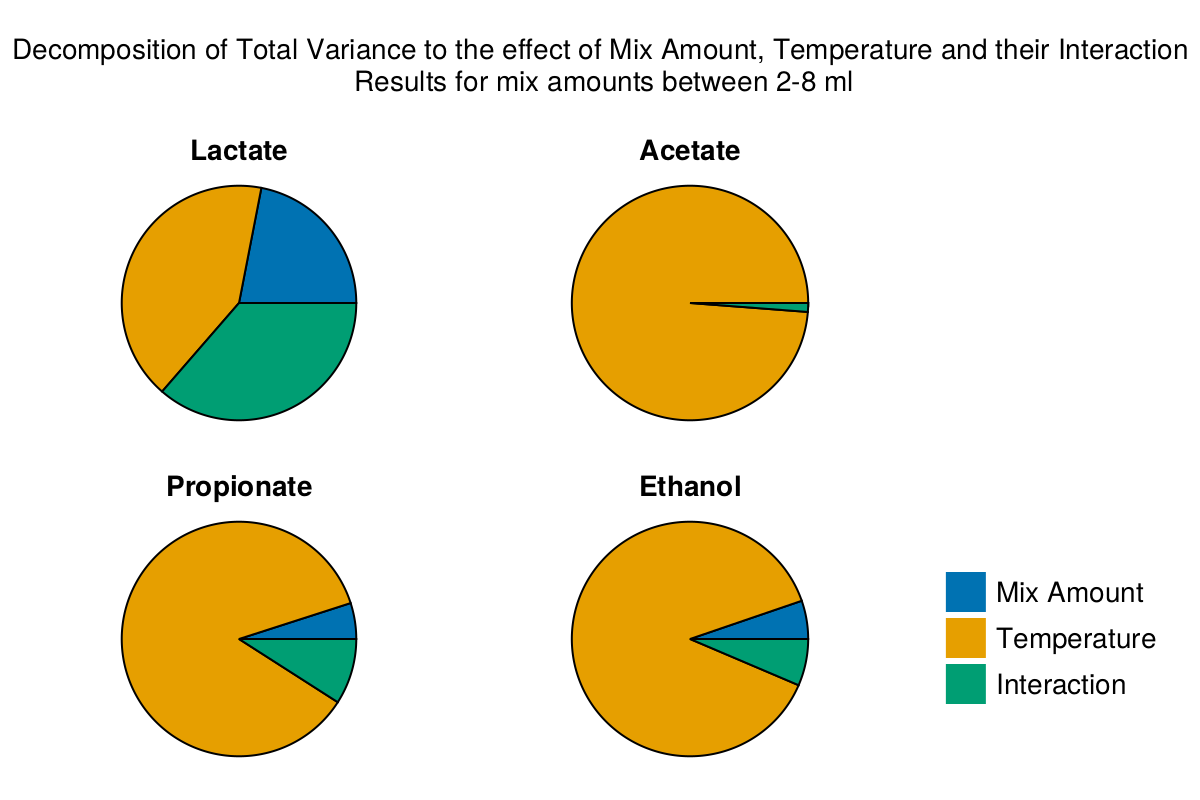 Decomposition of Total Variance to the effect of Mix Amount, Temperature and their Interaction
Results for mix amounts between 2-8 ml
Lactate
Acetate
Propionate
Ethanol
Mix Amount
Temperature
Interaction